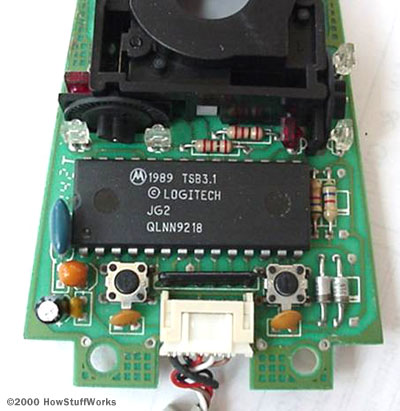 1989 TSB3.1
© LOGITECH
JG2
QLNN9218
©2000 HowStuffWorks